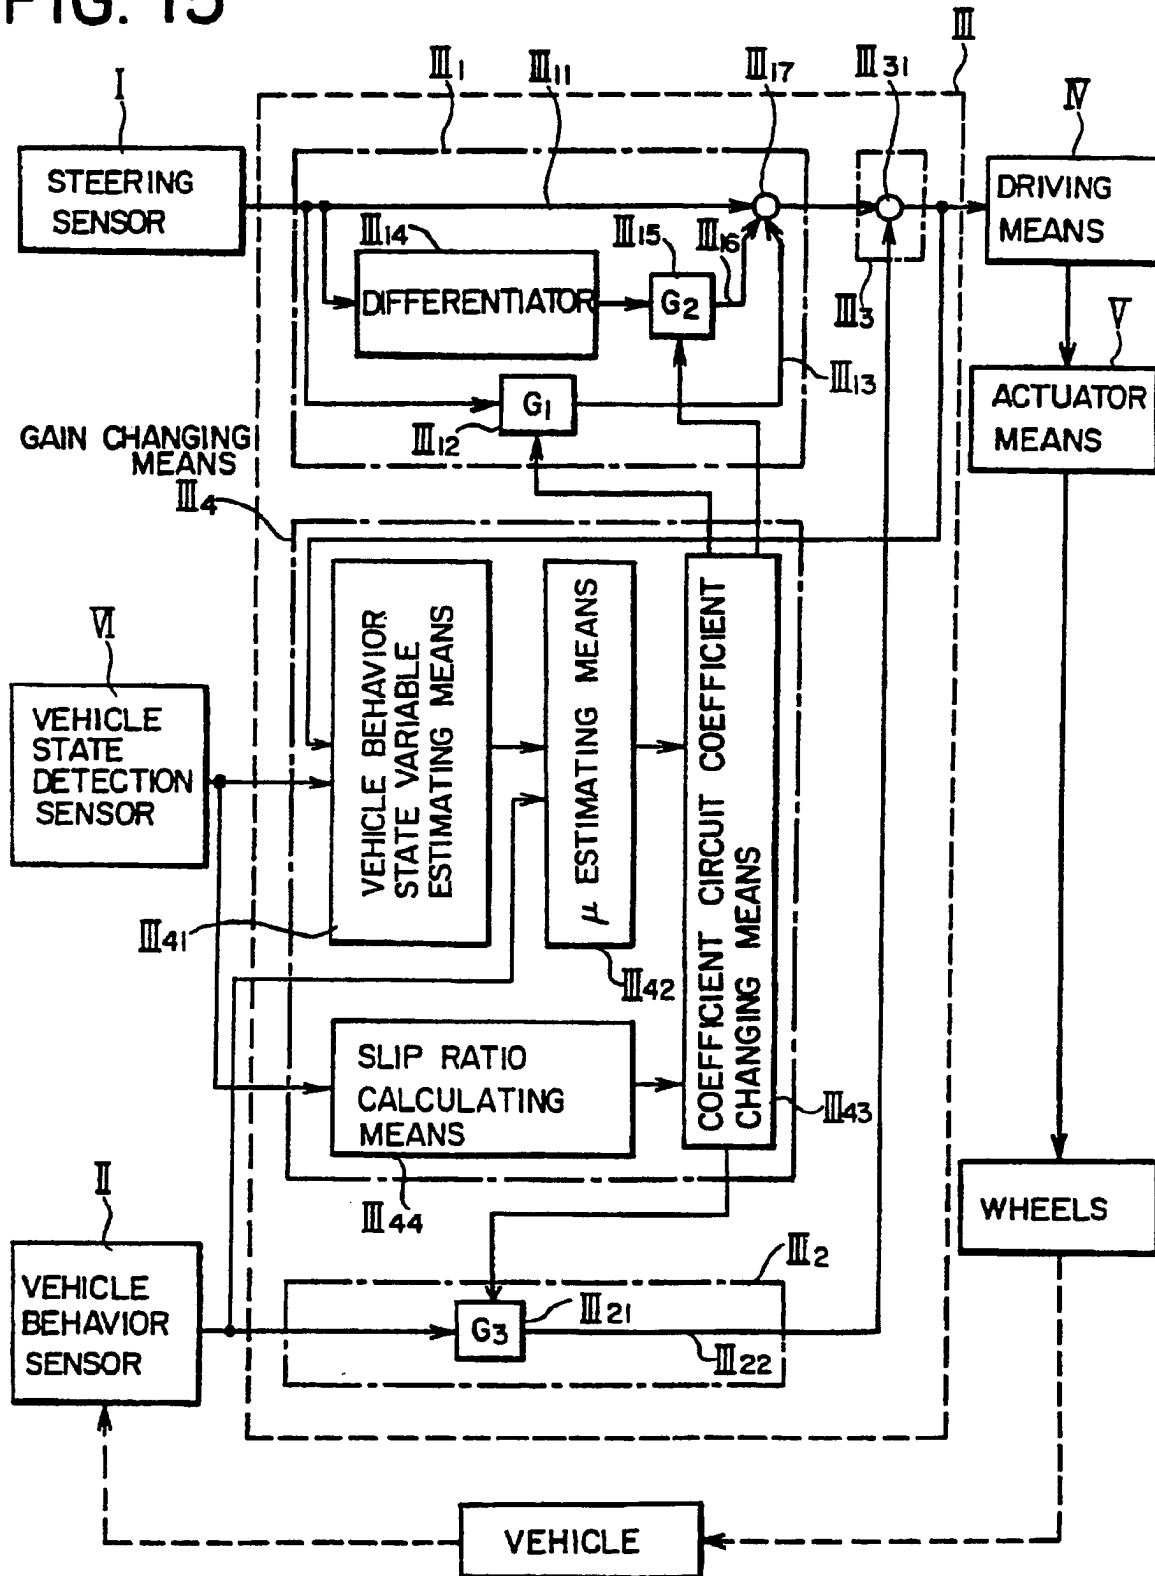 FIG. 15
III
III1
III11
III17
III31
I
IV
STEERING
SENSOR
DRIVING
MEANS
III14
III15
III16
DIFFERENTIATOR
G2
III3
V
III13
G1
III12
ACTUATOR
MEANS
GAIN CHANGING
MEANS
III4
VI
VEHICLE
STATE
DETECTION
SENSOR
VEHICLE BEHAVIOR
STATE VARIABLE
ESTIMATING MEANS
μ ESTIMATING MEANS
COEFFICIENT CIRCUIT COEFFICIENT
CHANGING MEANS
III41
III42
SLIP RATIO
CALCULATING
MEANS
III43
II
III44
WHEELS
III2
VEHICLE
BEHAVIOR
SENSOR
G3
III21
III22
VEHICLE